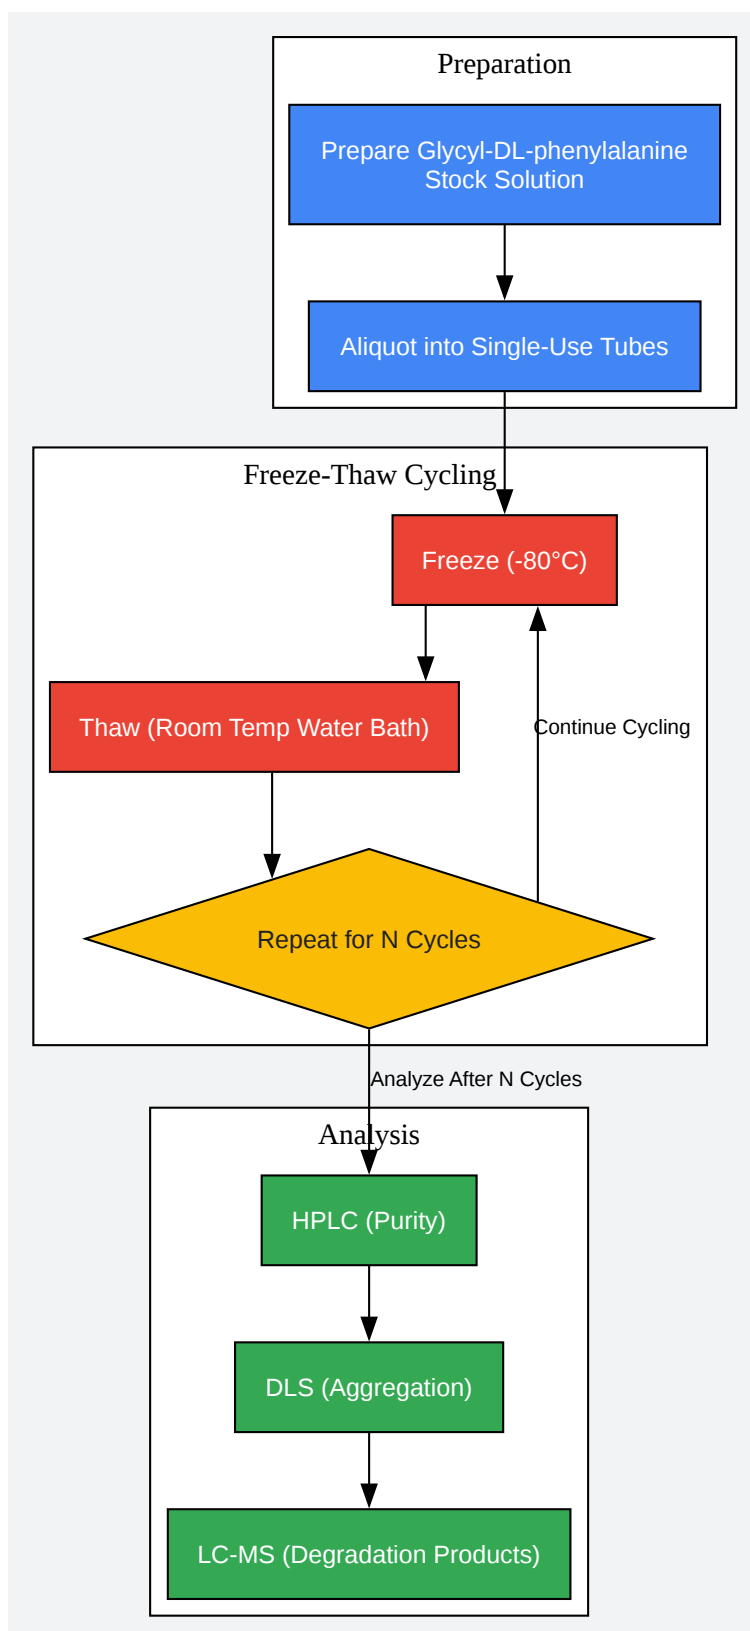 Preparation
Prepare Glycyl-DL-phenylalanine
Stock Solution
Aliquot into Single-Use Tubes
Freeze-Thaw Cycling
Freeze (-80°C)
Thaw (Room Temp Water Bath)
Continue Cycling
Repeat for N Cycles
Analyze After N Cycles
Analysis
HPLC (Purity)
DLS (Aggregation)
LC-MS (Degradation Products)